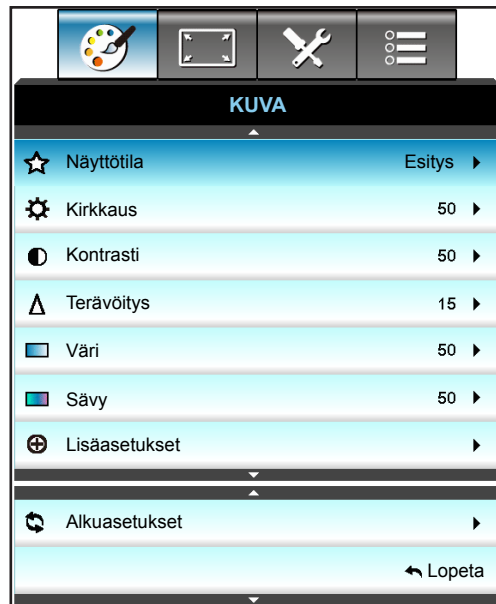 KUVA
Näyttötila Esitys
Kirkkaus 50
Kontrasti 50
Terävöitys 15
Väri 50
Sävy 50
Lisäasetukset
Alkuasetukset
Lopeta